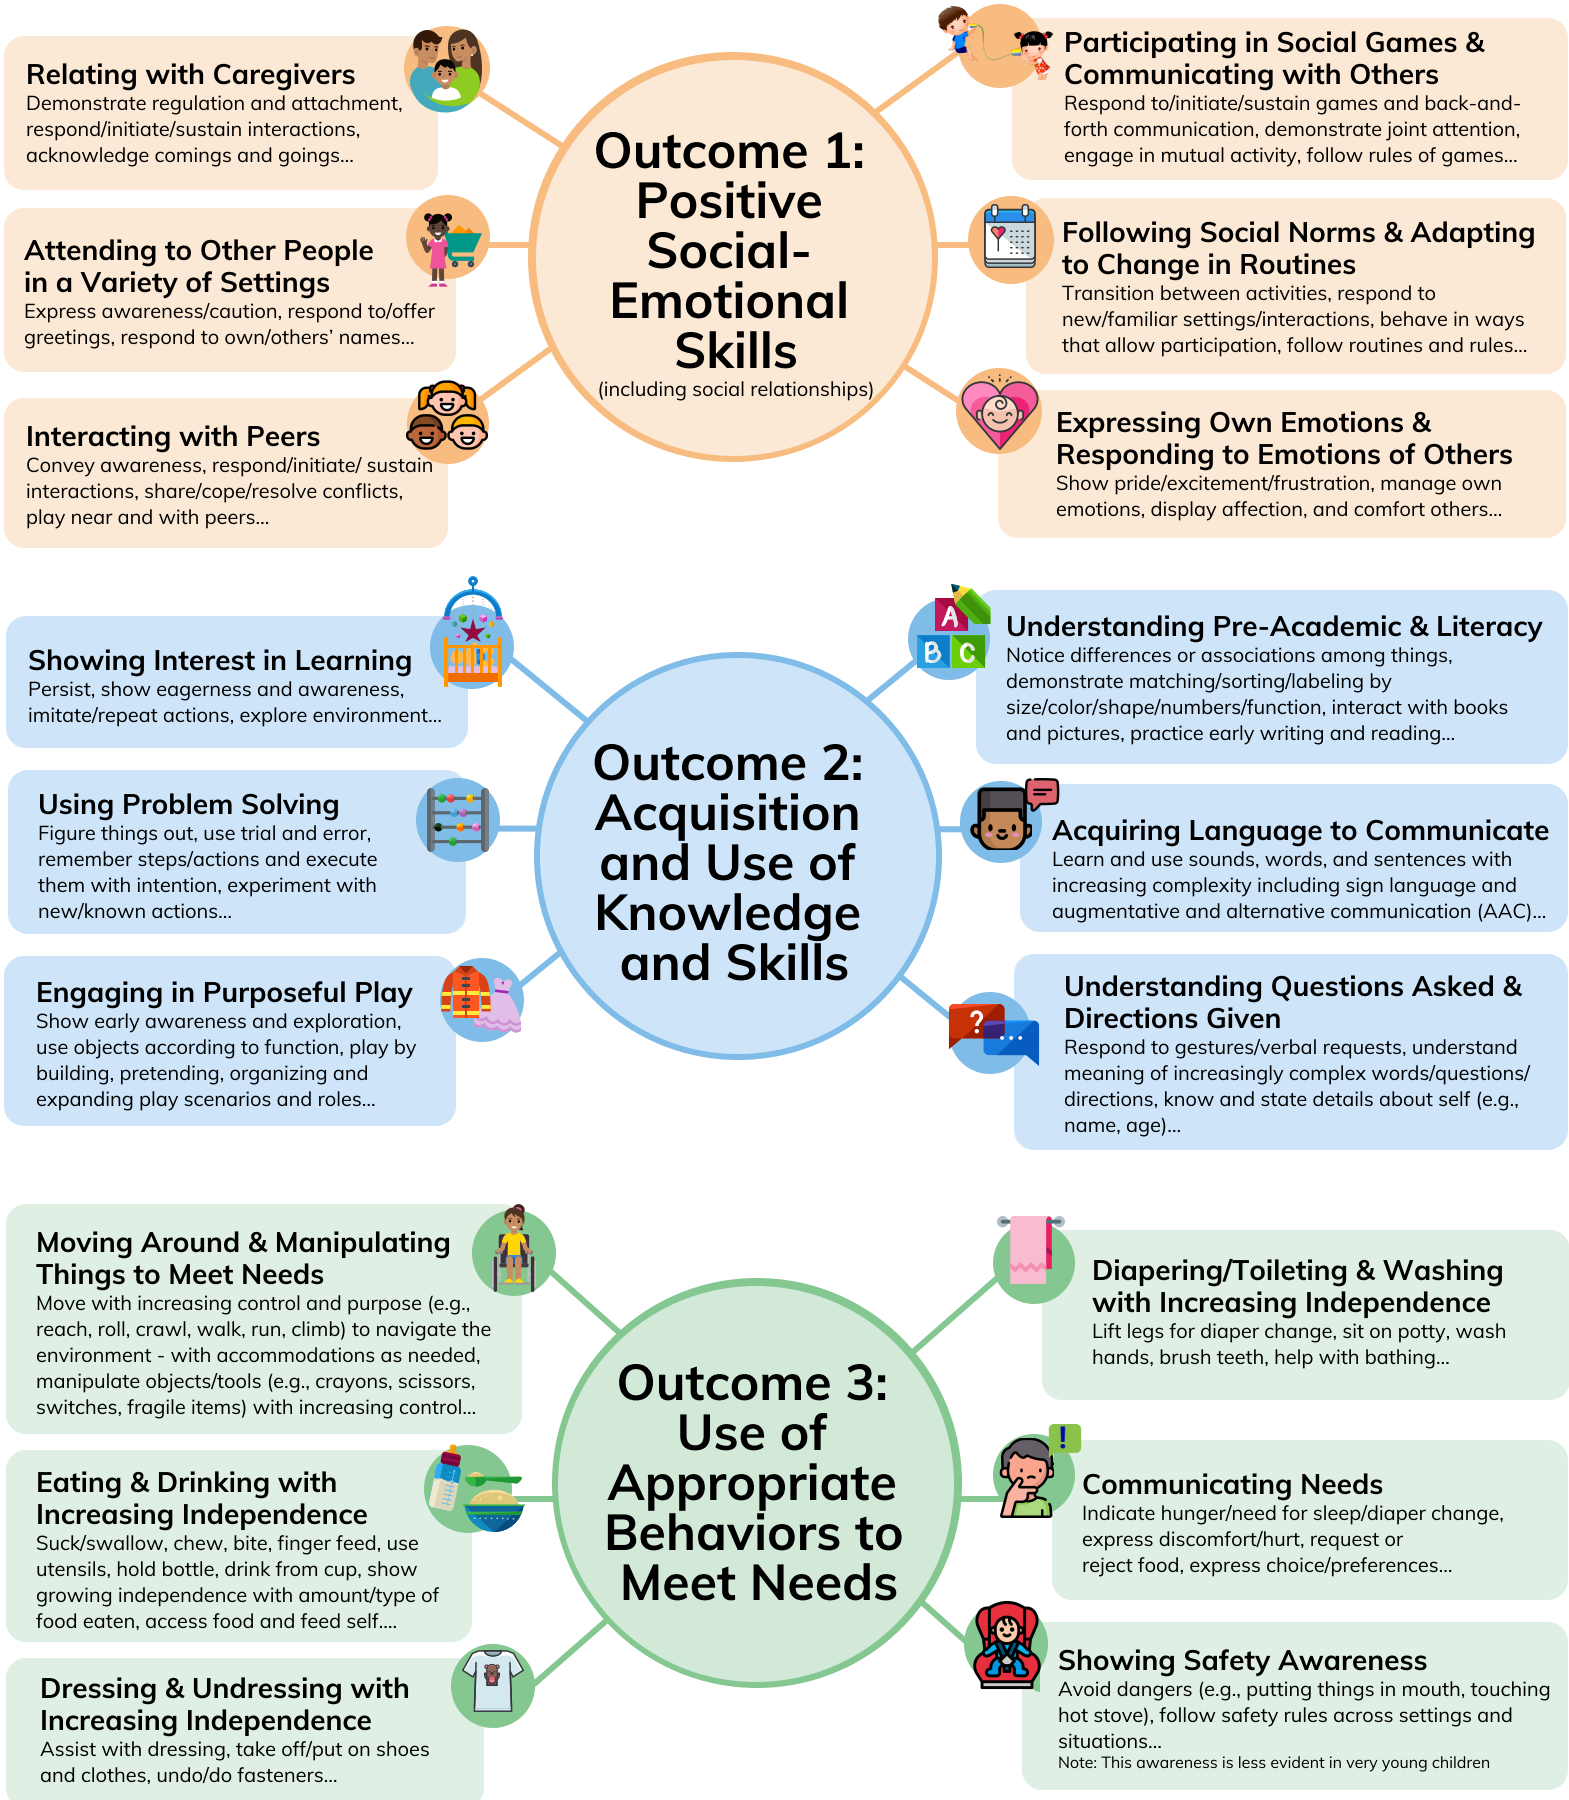 Relating with Caregivers
Demonstrate regulation and attachment,
respond/initiate/sustain interactions,
acknowledge comings and goings...
Attending to Other People
in a Variety of Settings
Express awareness/caution, respond to/offer
greetings, respond to own/others’ names...
Interacting with Peers
Convey awareness, respond/initiate/ sustain
interactions, share/cope/resolve conflicts,
play near and with peers...
Outcome 1:
Positive
Social-
Emotional
Skills
(including social relationships)
Participating in Social Games &
Communicating with Others
Respond to/initiate/sustain games and back-and-
forth communication, demonstrate joint attention,
engage in mutual activity, follow rules of games...
Following Social Norms & Adapting
to Change in Routines
Transition between activities, respond to
new/familiar settings/interactions, behave in ways
that allow participation, follow routines and rules...
Expressing Own Emotions &
Responding to Emotions of Others
Show pride/excitement/frustration, manage own
emotions, display affection, and comfort others...
Showing Interest in Learning
Persist, show eagerness and awareness,
imitate/repeat actions, explore environment...
Using Problem Solving
Figure things out, use trial and error,
remember steps/actions and execute
them with intention, experiment with
new/known actions...
Engaging in Purposeful Play
Show early awareness and exploration,
use objects according to function, play by
building, pretending, organizing and
expanding play scenarios and roles...
Outcome 2:
Acquisition
and Use of
Knowledge
and Skills
A
B C
Understanding Pre-Academic & Literacy
Notice differences or associations among things,
demonstrate matching/sorting/labeling by
size/color/shape/numbers/function, interact with books
and pictures, practice early writing and reading...
Acquiring Language to Communicate
Learn and use sounds, words, and sentences with
increasing complexity including sign language and
augmentative and alternative communication (AAC)...
?
...
Understanding Questions Asked &
Directions Given
Respond to gestures/verbal requests, understand
meaning of increasingly complex words/questions/
directions, know and state details about self (e.g.,
name, age)...
Moving Around & Manipulating
Things to Meet Needs
Move with increasing control and purpose (e.g.,
reach, roll, crawl, walk, run, climb) to navigate the
environment - with accommodations as needed,
manipulate objects/tools (e.g., crayons, scissors,
switches, fragile items) with increasing control...
Eating & Drinking with
Increasing Independence
Suck/swallow, chew, bite, finger feed, use
utensils, hold bottle, drink from cup, show
growing independence with amount/type of
food eaten, access food and feed self....
Dressing & Undressing with
Increasing Independence
Assist with dressing, take off/put on shoes
and clothes, undo/do fasteners...
Outcome 3:
Use of
Appropriate
Behaviors to
Meet Needs
Diapering/Toileting & Washing
with Increasing Independence
Lift legs for diaper change, sit on potty, wash
hands, brush teeth, help with bathing...
!
Communicating Needs
Indicate hunger/need for sleep/diaper change,
express discomfort/hurt, request or
reject food, express choice/preferences...
Showing Safety Awareness
Avoid dangers (e.g., putting things in mouth, touching
hot stove), follow safety rules across settings and
situations...
Note: This awareness is less evident in very young children